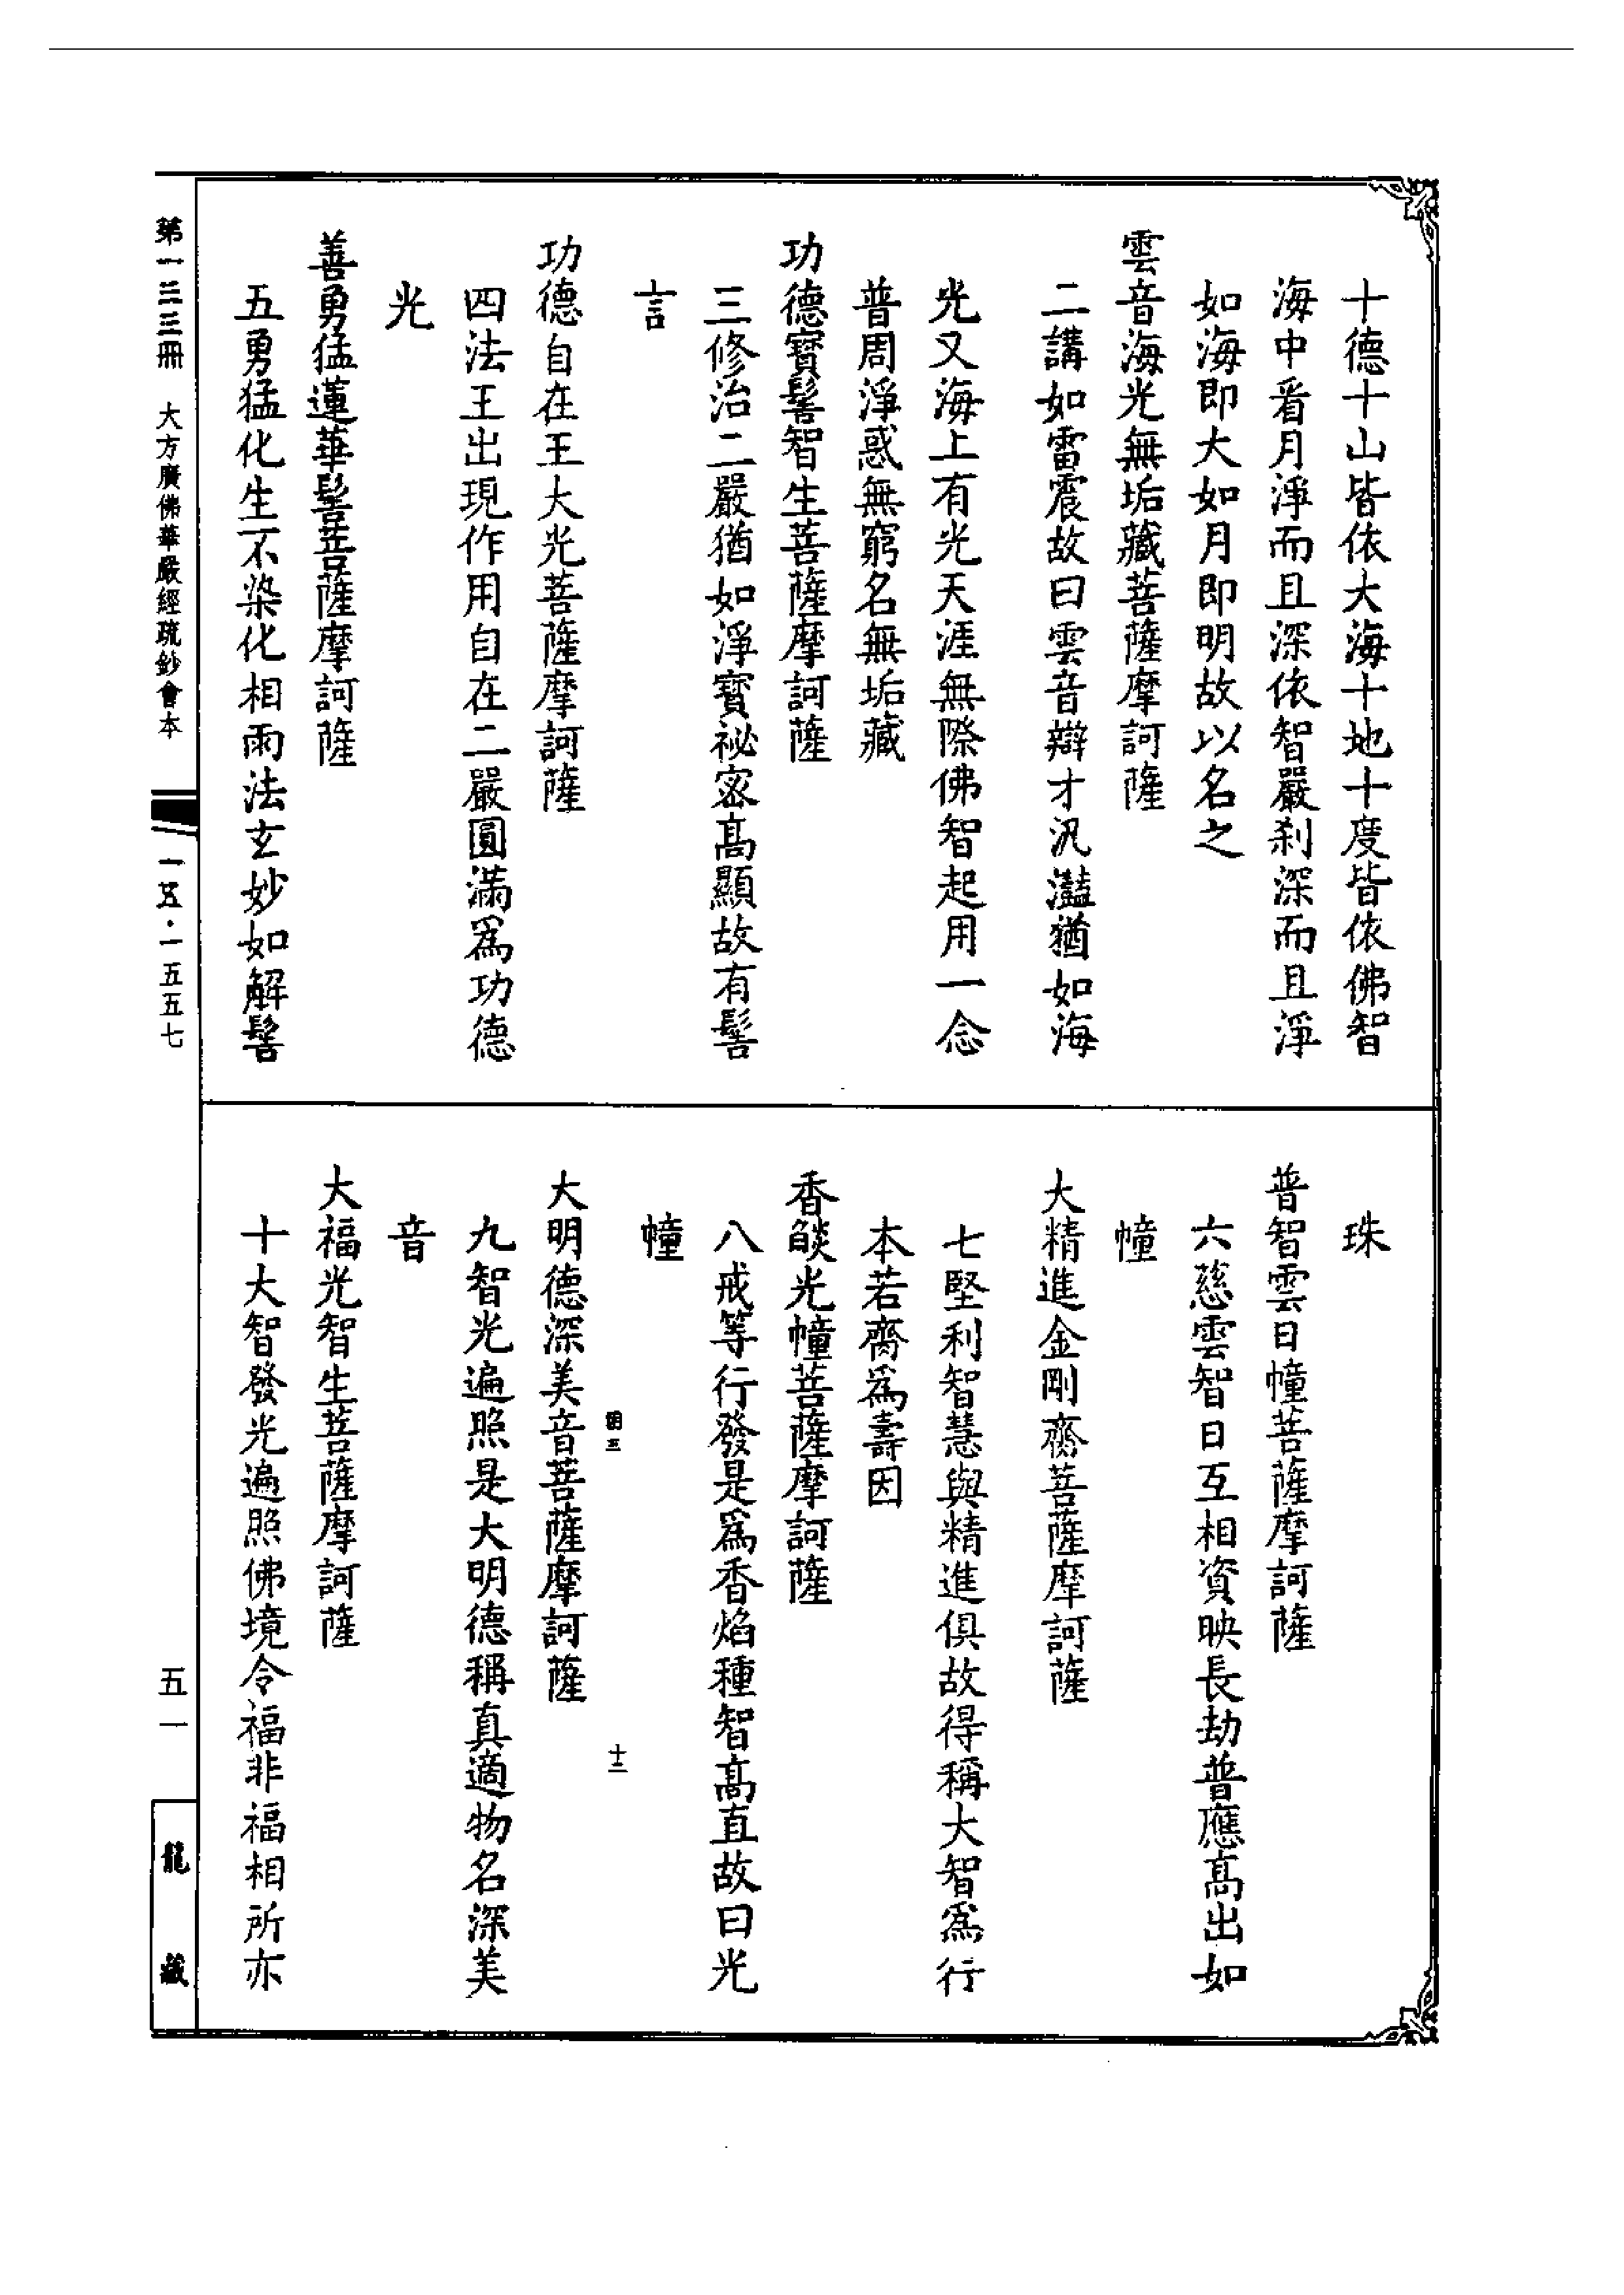 十德十山皆依大海十地十度皆依佛智
海中看月淨而且深依智嚴刹深而且淨
如海即大如月即明故以名之
雲音海光無垢藏菩薩摩訶薩
二講如雷震故曰雲音辯才汎灩猶如海
光又海上有光天涯無際佛智起用一念
普周淨惑無窮名無垢藏
功德寶髻智生菩薩摩訶薩
三修治二嚴猶如淨寶祕密高顯故有髻
言
功德自在王大光菩薩摩訶薩
四法王出現作用自在二嚴圓滿爲功德
光
善勇猛蓮華髻菩薩摩訶薩
五勇猛化生不染化相雨法玄妙如解髻
珠
普智雲日幢菩薩摩訶薩
六慈雲智日互相資映長劫普應高出如
幢
大精進金剛齎菩薩摩訶薩
七堅利智慧與精進俱故得稱大智爲行
本若齎爲壽因
香燄光幢菩薩摩訶薩
八戒等行發是爲香焰種智高直故曰光
幢
十二
大明德深美音菩薩摩訶薩
九智光遍照是大明德稱真適物名深美
音
大福光智生菩薩摩訶薩
十大智發光遍照佛境令福非福相所亦
第一三三冊 大方廣佛華嚴經疏鈔會本
一五五七
五一
龍藏